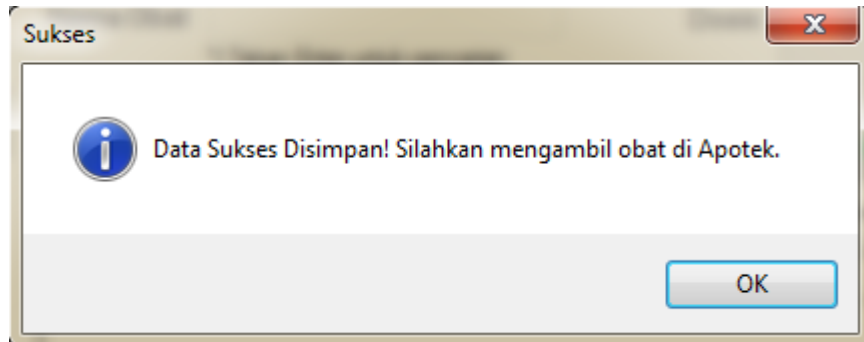 Sukses
Data Sukses Disimpan! Silahkan mengambil obat di Apotek.
OK